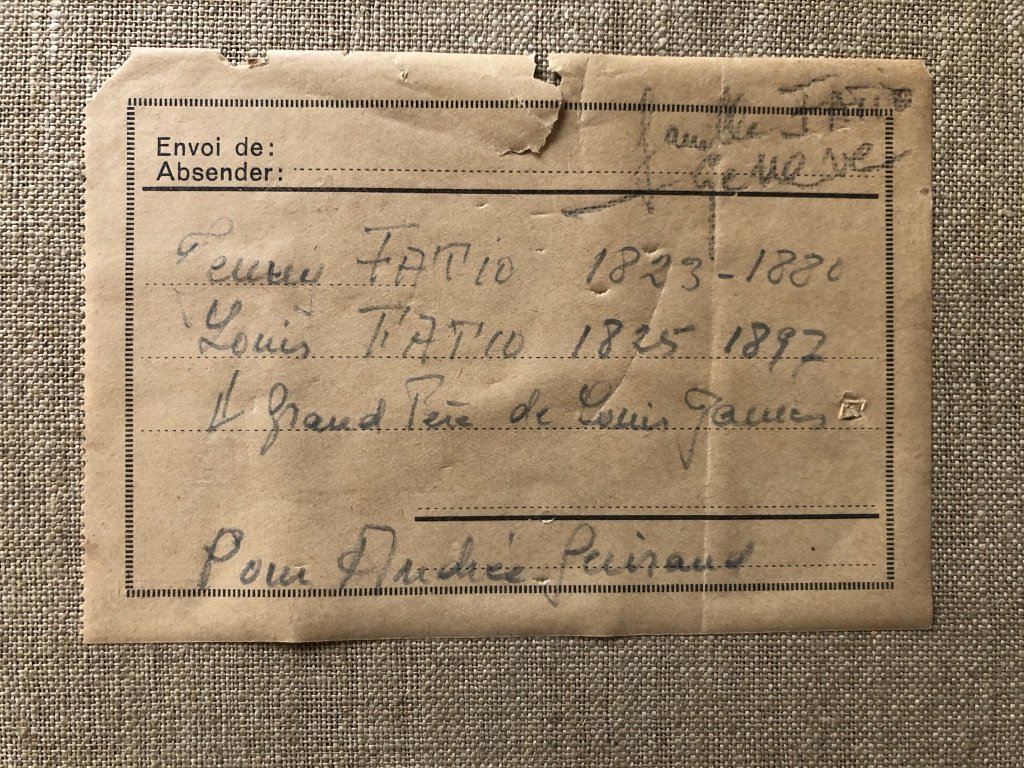 famille FATIO
Genève
Envoi de:
Absender:
FATIO 1823-1880
Louis FATIO 1825 1897
grand Père de Louis James
Pour Andrée